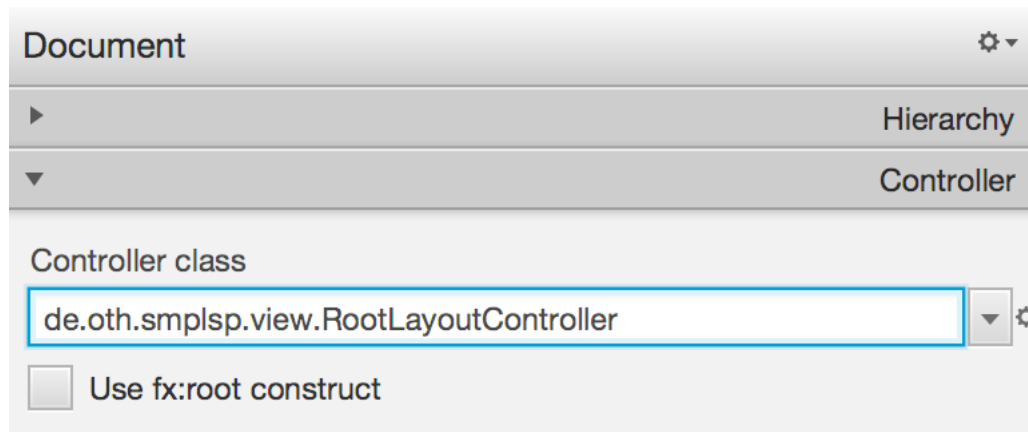 Document
Hierarchy
Controller
Controller class
de.oth.smplsp.view.RootLayoutController
Use fx:root construct